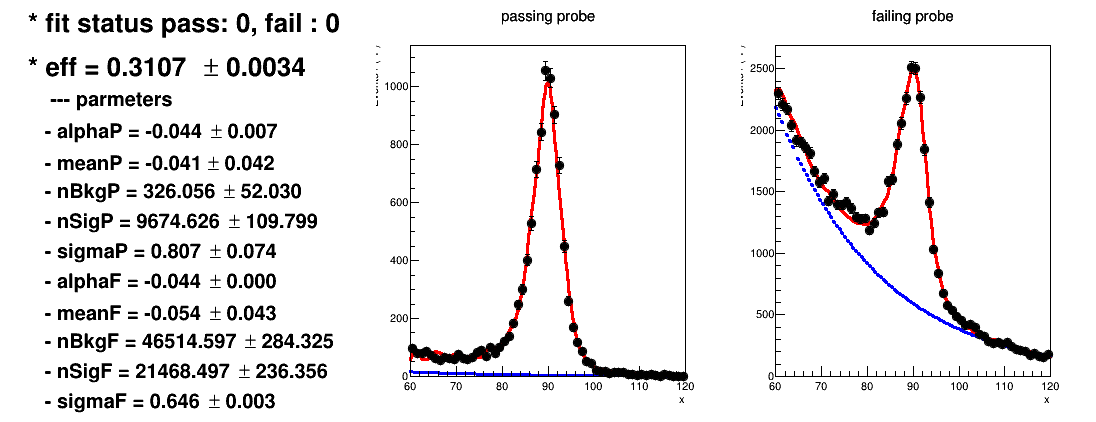 * fit status pass: 0, fail : 0
* eff = 0.3107 ± 0.0034
--- parmeters
- alphaP = -0.044 ± 0.007
- meanP = -0.041 ± 0.042
- nBkgP = 326.056 ± 52.030
- nSigP = 9674.626 ± 109.799
- sigmaP = 0.807 ± 0.074
- alphaF = -0.044 ± 0.000
- meanF = -0.054 ± 0.043
- nBkgF = 46514.597 ± 284.325
- nSigF = 21468.497 ± 236.356
- sigmaF = 0.646 ± 0.003
passing probe
1000
800
600
400
200
0
60 70 80 90 100 110 120
x
failing probe
2500
2000
1500
1000
500
0
60 70 80 90 100 110 120
x